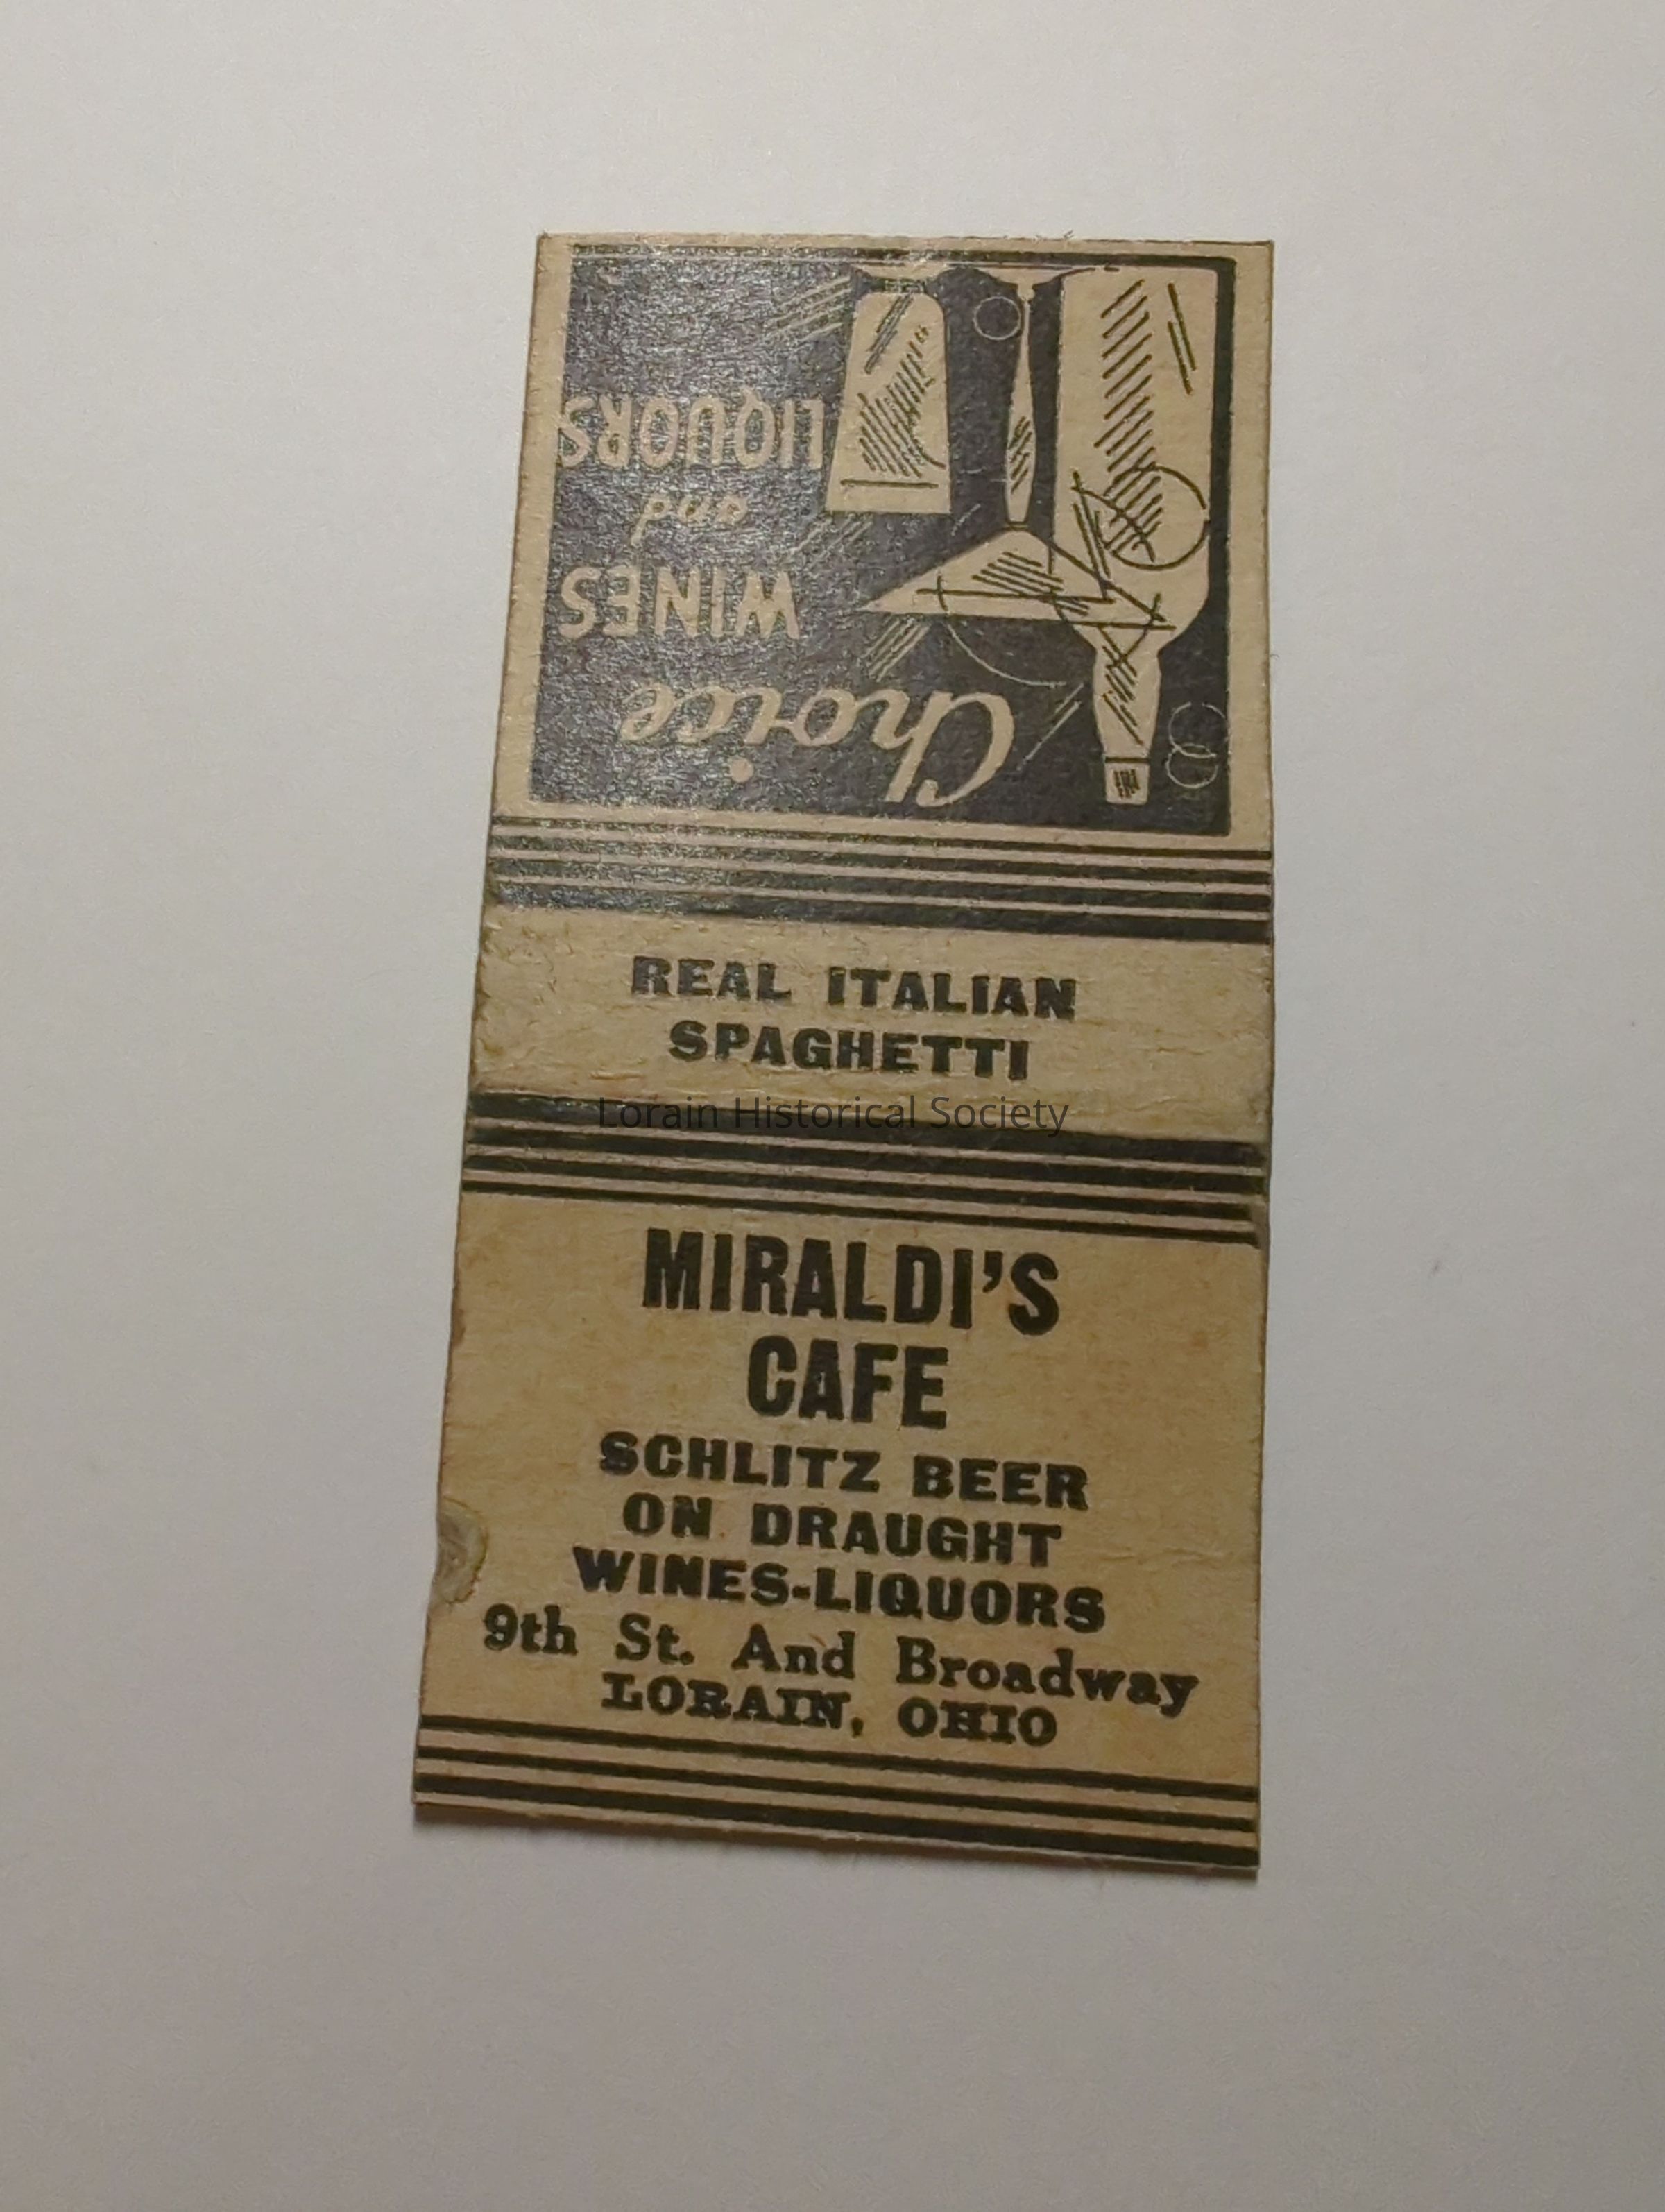 Choice
WINES
and
LIQUORS
REAL ITALIAN
SPAGHETTI
Lorain Historical Society
MIRALDI'S
CAFE
SCHLITZ BEER
ON DRAUGHT
WINES-LIQUORS
9th St. And Broadway
LORAIN, OHIO